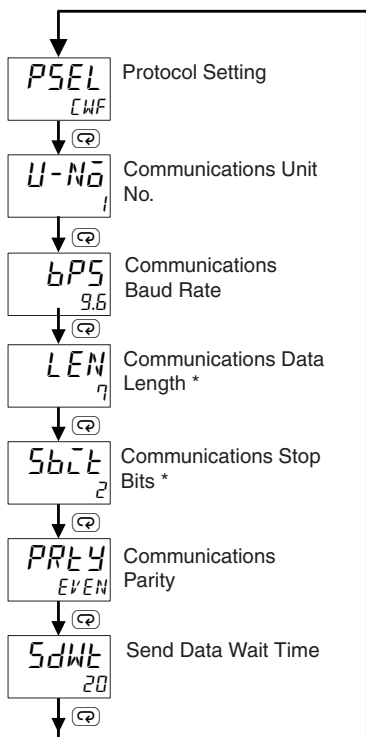 PSEL
CWF
Protocol Setting
U-No
1
Communications Unit
No.
bPS
9.6
Communications
Baud Rate
LEN
7
Communications Data
Length *
Sbit
2
Communications Stop
Bits *
PRtY
EVEN
Communications
Parity
SdWt
20
Send Data Wait Time